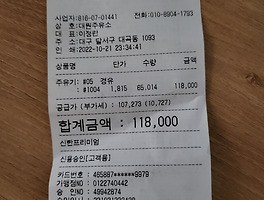 사업자:816-07-01441 전화:010-8904-1793
상 호:대원주유소
이 름:이정린
주 소:대구 달서구 대곡동 1093
인 쇄:2022-10-21 23:34:41
상품명 단가 수량 금액
주유기: #05 경유
#1004 1,815 65.014 118,000
공급가 (부가세) : 107,273 (10,727)
합계금액 : 118,000
신한프리미엄
신용승인[고객용]
카드번호 : 465887******9979
가맹점NO : 0122740442
승 인NO : 49942874